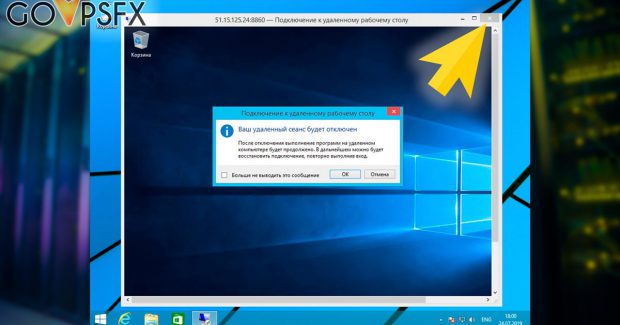 GOVPSFX
51.15.125.24:8860 — Подключение к удаленному рабочему столу
Корзина
Подключение к удаленному рабочему столу
Ваш удаленный сеанс будет отключен
После отключения выполнение программ на удаленном
компьютере будет продолжено. В дальнейшем можно будет
восстановить подключение, повторно выполнив вход.
Больше не выводить это сообщение
ОК
Отмена
ENG
18:00
24.07.2019